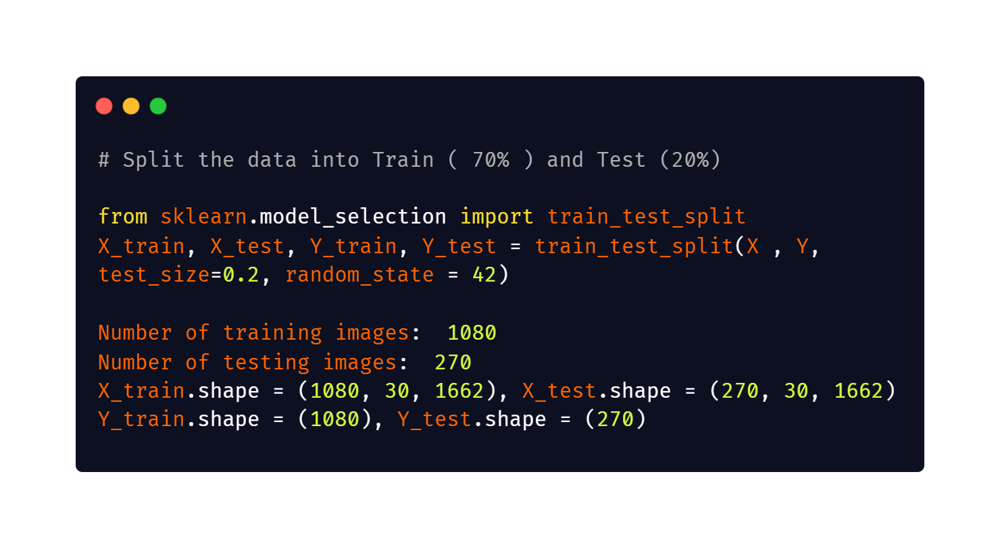 # Split the data into Train ( 70% ) and Test (20%)
from sklearn.model_selection import train_test_split
X_train, X_test, Y_train, Y_test = train_test_split(X , Y,
test_size=0.2, random_state = 42)
Number of training images:  1080
Number of testing images:  270
X_train.shape = (1080, 30, 1662), X_test.shape = (270, 30, 1662)
Y_train.shape = (1080), Y_test.shape = (270)